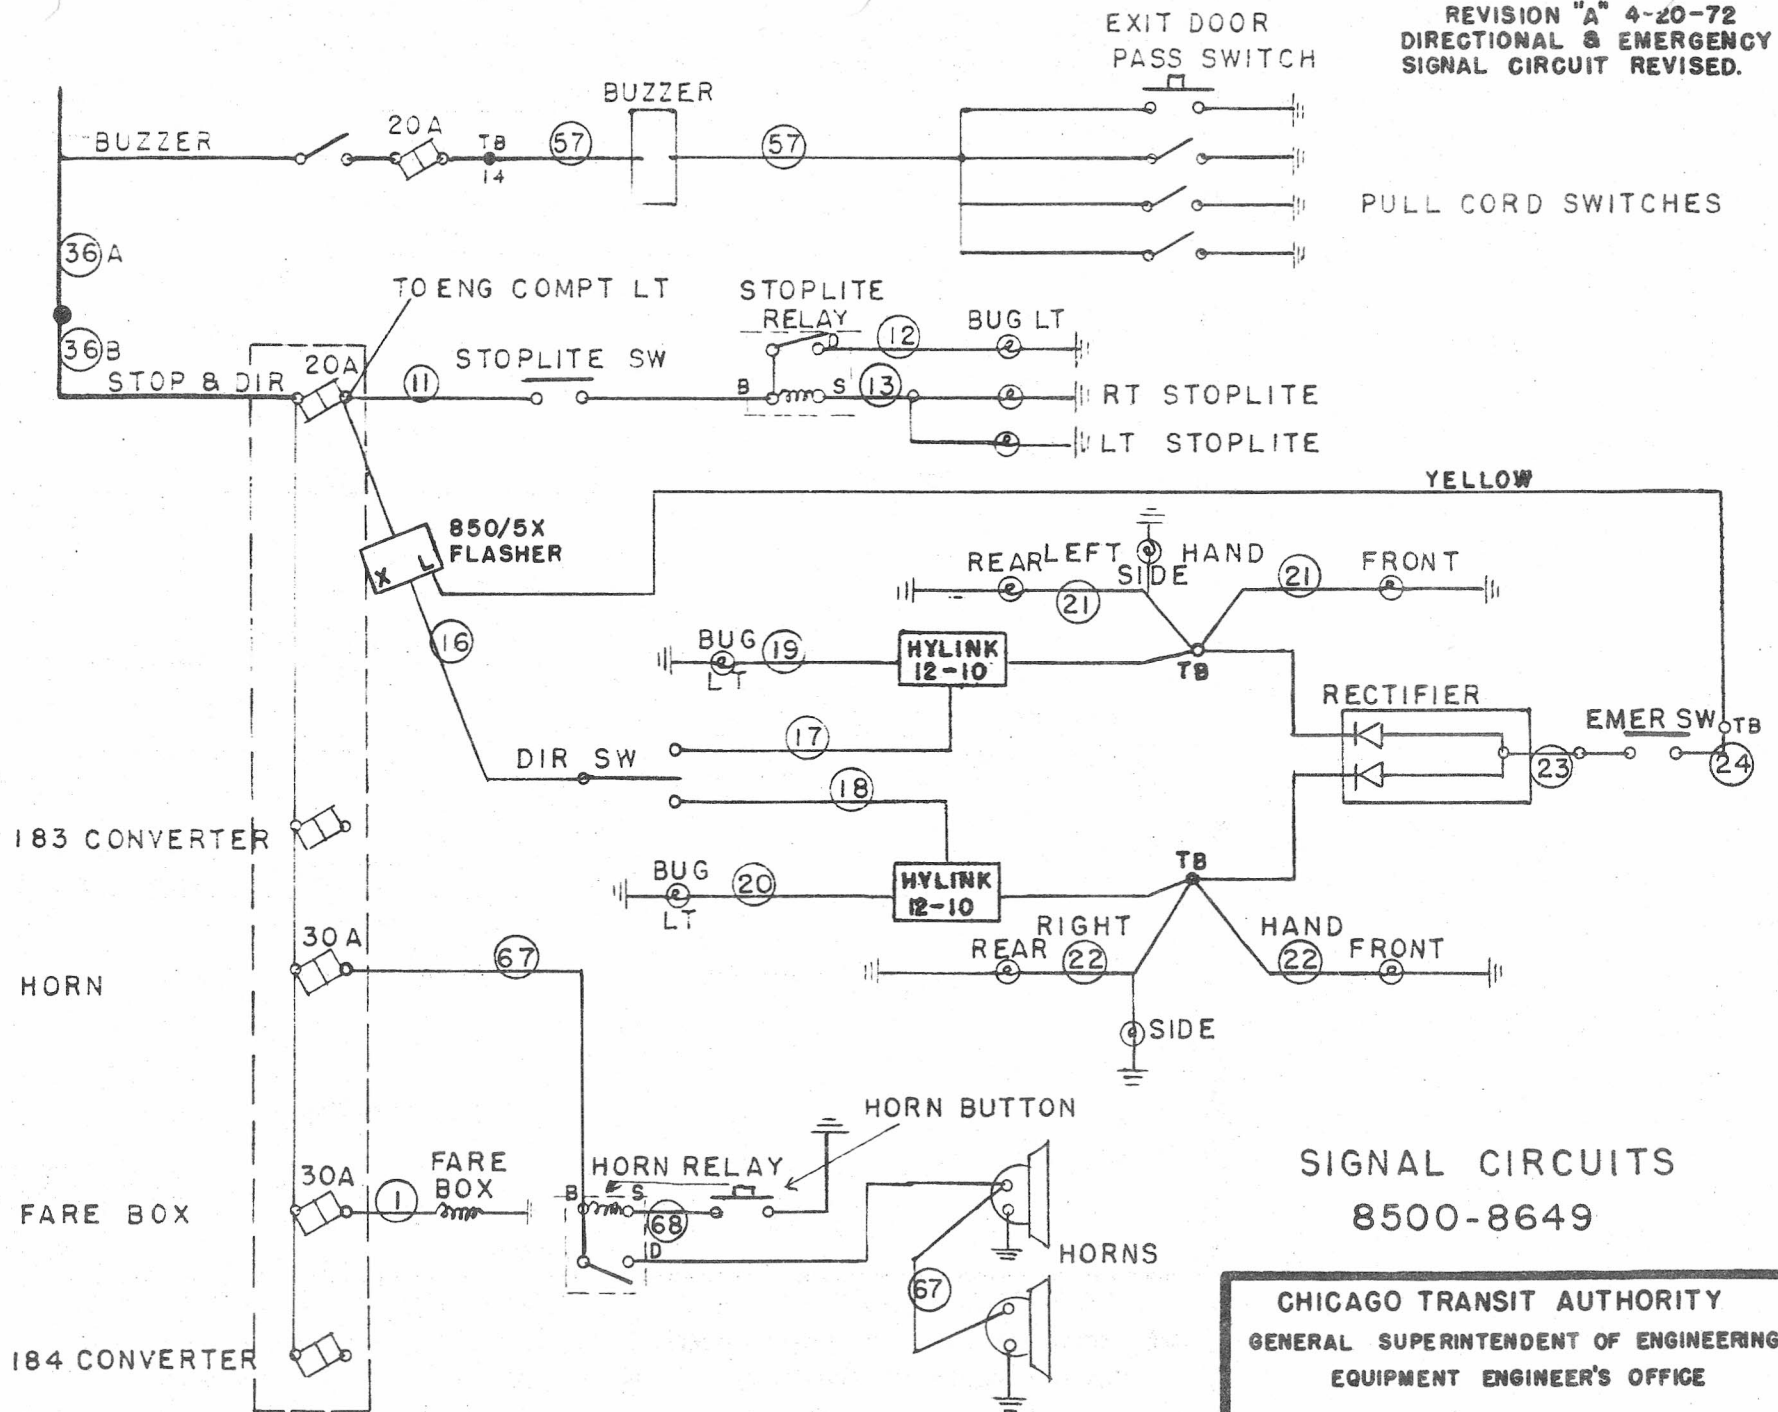 REVISION "A" 4-20-72
DIRECTIONAL & EMERGENCY
SIGNAL CIRCUIT REVISED.
EXIT DOOR
PASS SWITCH
BUZZER
BUZZER
20A
TB
14
57
57
PULL CORD SWITCHES
36A
36B
TO ENG COMPT LT
STOPLITE
RELAY
D
12
BUG LT
20A
STOP & DIR
11
STOPLITE SW
B
S
13
RT STOPLITE
LT STOPLITE
YELLOW
850/5X
FLASHER
X L
REAR
LEFT HAND
SIDE
21
21
FRONT
16
BUG
LT
19
HYLINK
12-10
TB
RECTIFIER
EMER SW
TB
23
24
DIR SW
17
18
183 CONVERTER
BUG
LT
20
HYLINK
12-10
TB
RIGHT HAND
REAR
22
22
FRONT
SIDE
30A
HORN
67
HORN BUTTON
30A
FARE BOX
1
FARE
BOX
HORN RELAY
B
S
68
D
HORNS
67
184 CONVERTER
SIGNAL CIRCUITS
8500-8649
CHICAGO TRANSIT AUTHORITY
GENERAL SUPERINTENDENT OF ENGINEERING
EQUIPMENT ENGINEER'S OFFICE